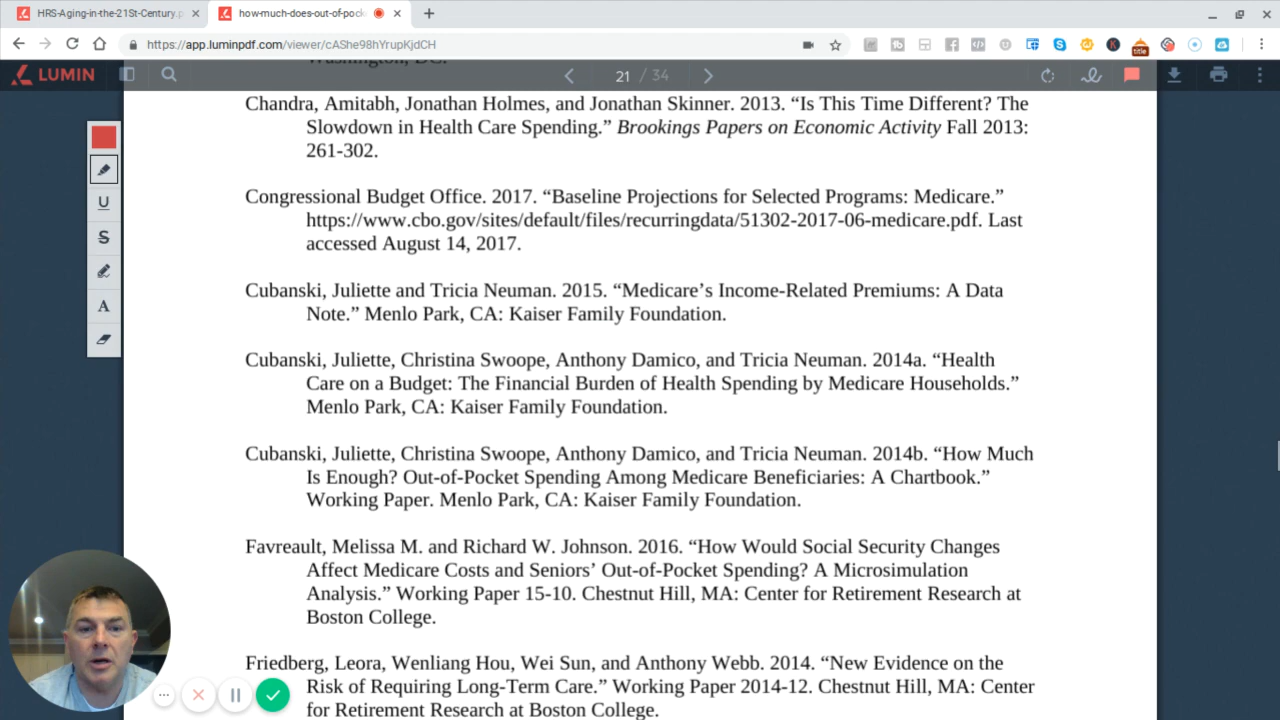 HRS-Aging-in-the-21St-Century.p
how-much-does-out-of-pock
https://app.luminpdf.com/viewer/cAShe98hYrupKjdCH
title
LUMIN
21 / 34
Washington, DC.
Chandra, Amitabh, Jonathan Holmes, and Jonathan Skinner. 2013. “Is This Time Different? The
Slowdown in Health Care Spending.” Brookings Papers on Economic Activity Fall 2013:
261-302.
Congressional Budget Office. 2017. “Baseline Projections for Selected Programs: Medicare.”
https://www.cbo.gov/sites/default/files/recurringdata/51302-2017-06-medicare.pdf. Last
accessed August 14, 2017.
Cubanski, Juliette and Tricia Neuman. 2015. “Medicare’s Income-Related Premiums: A Data
Note.” Menlo Park, CA: Kaiser Family Foundation.
Cubanski, Juliette, Christina Swoope, Anthony Damico, and Tricia Neuman. 2014a. “Health
Care on a Budget: The Financial Burden of Health Spending by Medicare Households.”
Menlo Park, CA: Kaiser Family Foundation.
Cubanski, Juliette, Christina Swoope, Anthony Damico, and Tricia Neuman. 2014b. “How Much
Is Enough? Out-of-Pocket Spending Among Medicare Beneficiaries: A Chartbook.”
Working Paper. Menlo Park, CA: Kaiser Family Foundation.
Favreault, Melissa M. and Richard W. Johnson. 2016. “How Would Social Security Changes
Affect Medicare Costs and Seniors’ Out-of-Pocket Spending? A Microsimulation
Analysis.” Working Paper 15-10. Chestnut Hill, MA: Center for Retirement Research at
Boston College.
Friedberg, Leora, Wenliang Hou, Wei Sun, and Anthony Webb. 2014. “New Evidence on the
Risk of Requiring Long-Term Care.” Working Paper 2014-12. Chestnut Hill, MA: Center
for Retirement Research at Boston College.
U
S
A